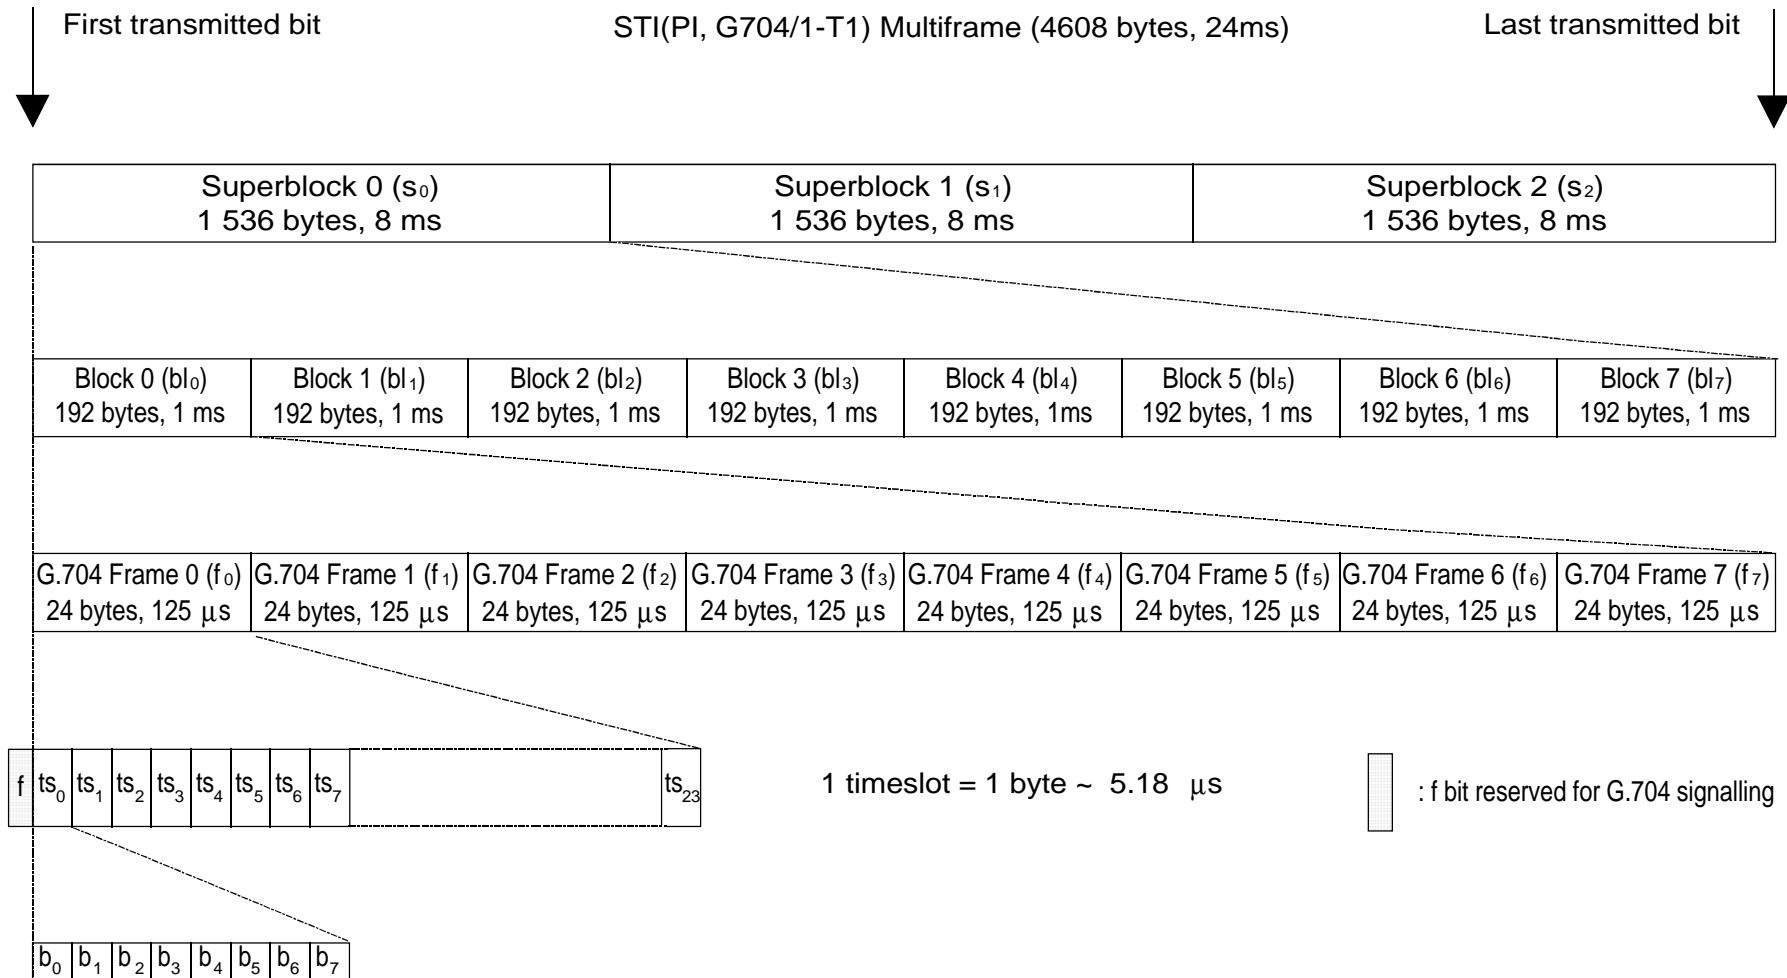 First transmitted bit
STI(PI, G704/1-T1) Multiframe (4608 bytes, 24ms)
Last transmitted bit
Superblock 0 (s₀)
1 536 bytes, 8 ms
Superblock 1 (s₁)
1 536 bytes, 8 ms
Superblock 2 (s₂)
1 536 bytes, 8 ms
Block 0 (bl₀)
192 bytes, 1 ms
Block 1 (bl₁)
192 bytes, 1 ms
Block 2 (bl₂)
192 bytes, 1 ms
Block 3 (bl₃)
192 bytes, 1 ms
Block 4 (bl₄)
192 bytes, 1ms
Block 5 (bl₅)
192 bytes, 1 ms
Block 6 (bl₆)
192 bytes, 1 ms
Block 7 (bl₇)
192 bytes, 1 ms
G.704 Frame 0 (f₀)
24 bytes, 125 μs
G.704 Frame 1 (f₁)
24 bytes, 125 μs
G.704 Frame 2 (f₂)
24 bytes, 125 μs
G.704 Frame 3 (f₃)
24 bytes, 125 μs
G.704 Frame 4 (f₄)
24 bytes, 125 μs
G.704 Frame 5 (f₅)
24 bytes, 125 μs
G.704 Frame 6 (f₆)
24 bytes, 125 μs
G.704 Frame 7 (f₇)
24 bytes, 125 μs
f ts₀ ts₁ ts₂ ts₃ ts₄ ts₅ ts₆ ts₇ ts₂₃
1 timeslot = 1 byte ~ 5.18 μs
: f bit reserved for G.704 signalling
b₀ b₁ b₂ b₃ b₄ b₅ b₆ b₇